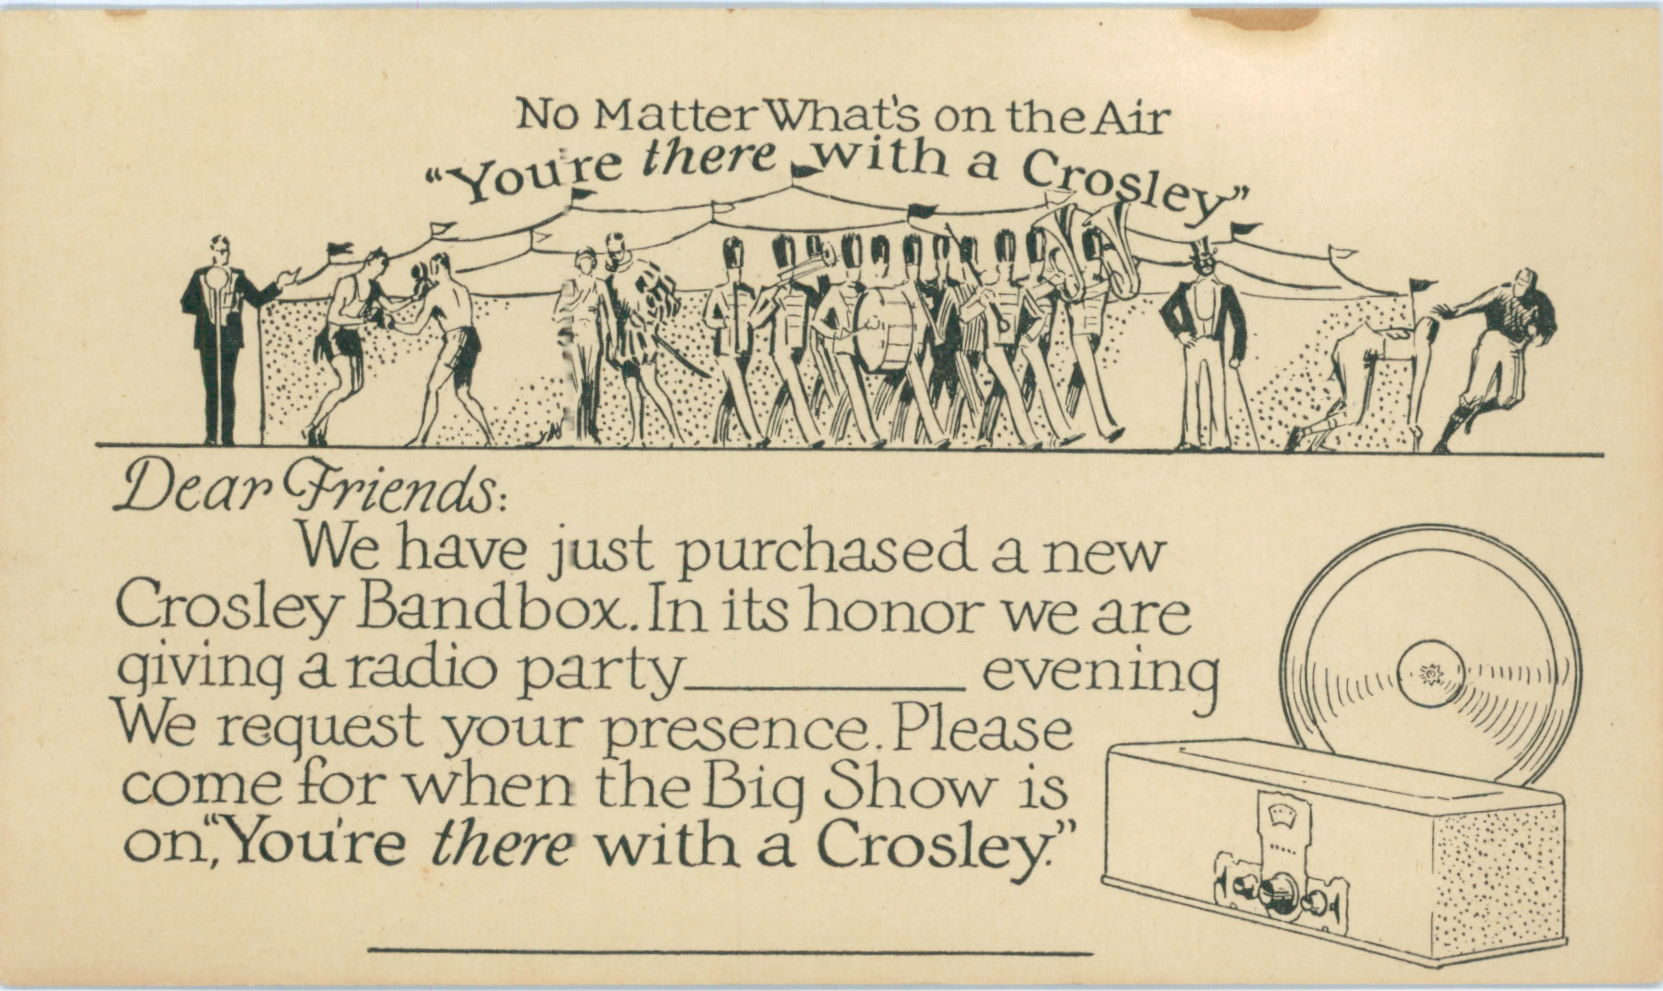 No Matter What's on the Air
"You're there with a Crosley"
Dear Friends:
We have just purchased a new
Crosley Bandbox. In its honor we are
giving a radio party__________ evening
We request your presence. Please
come for when the Big Show is
on, "You're there with a Crosley."